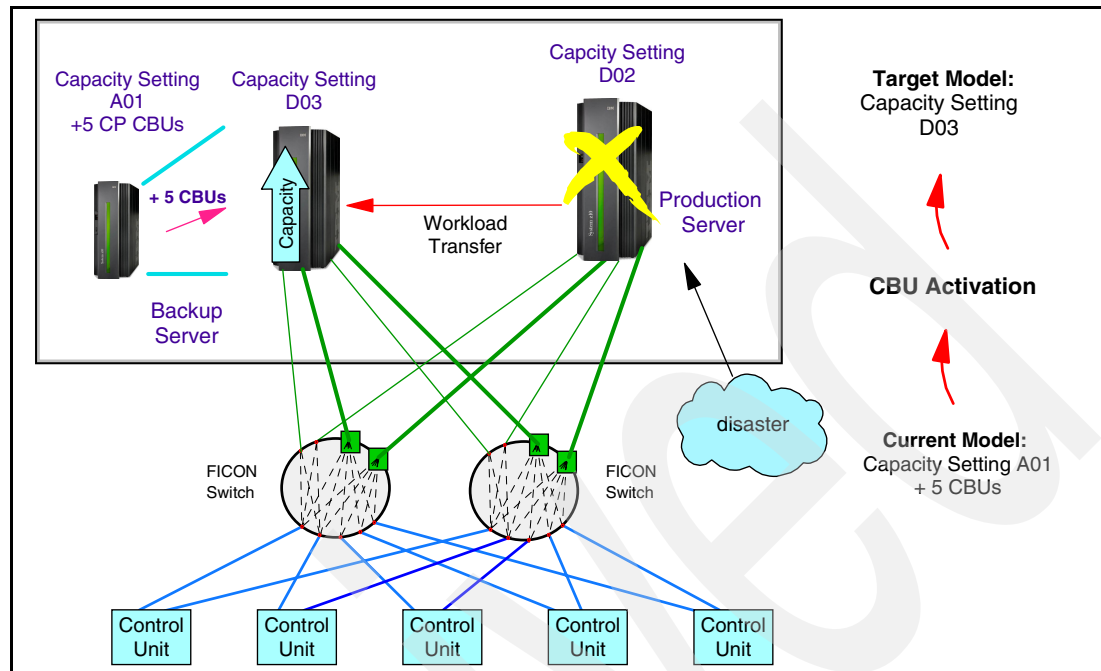 Capacity Setting
A01
+5 CP CBUs
Capacity Setting
D03
Capacity Setting
D02
Target Model:
Capacity Setting
D03
+ 5 CBUs
Capacity
Workload
Transfer
Production
Server
CBU Activation
Backup
Server
disaster
Current Model:
Capacity Setting A01
+ 5 CBUs
FICON
Switch
FICON
Switch
Control
Unit
Control
Unit
Control
Unit
Control
Unit
Control
Unit